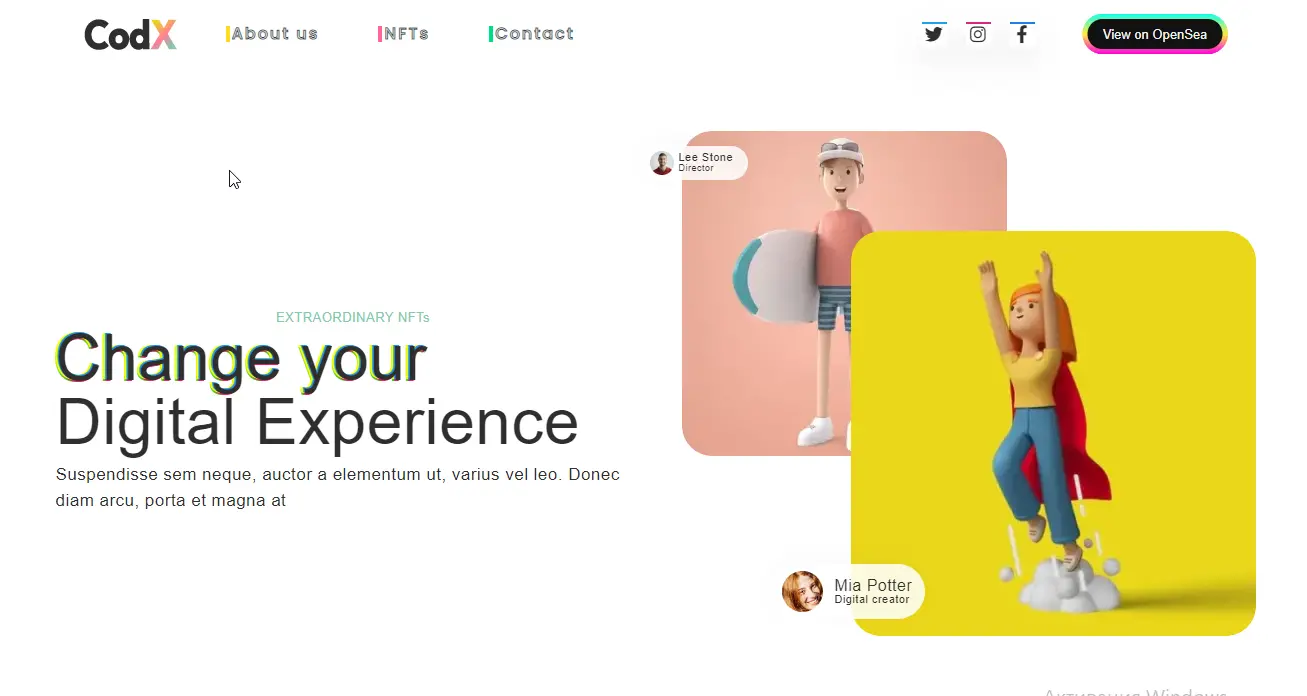 CodX
About us
NFTs
Contact
View on OpenSea
Lee Stone
Director
EXTRAORDINARY NFTs
Change your
Digital Experience
Suspendisse sem neque, auctor a elementum ut, varius vel leo. Donec
diam arcu, porta et magna at
Mia Potter
Digital creator
Активация Windows